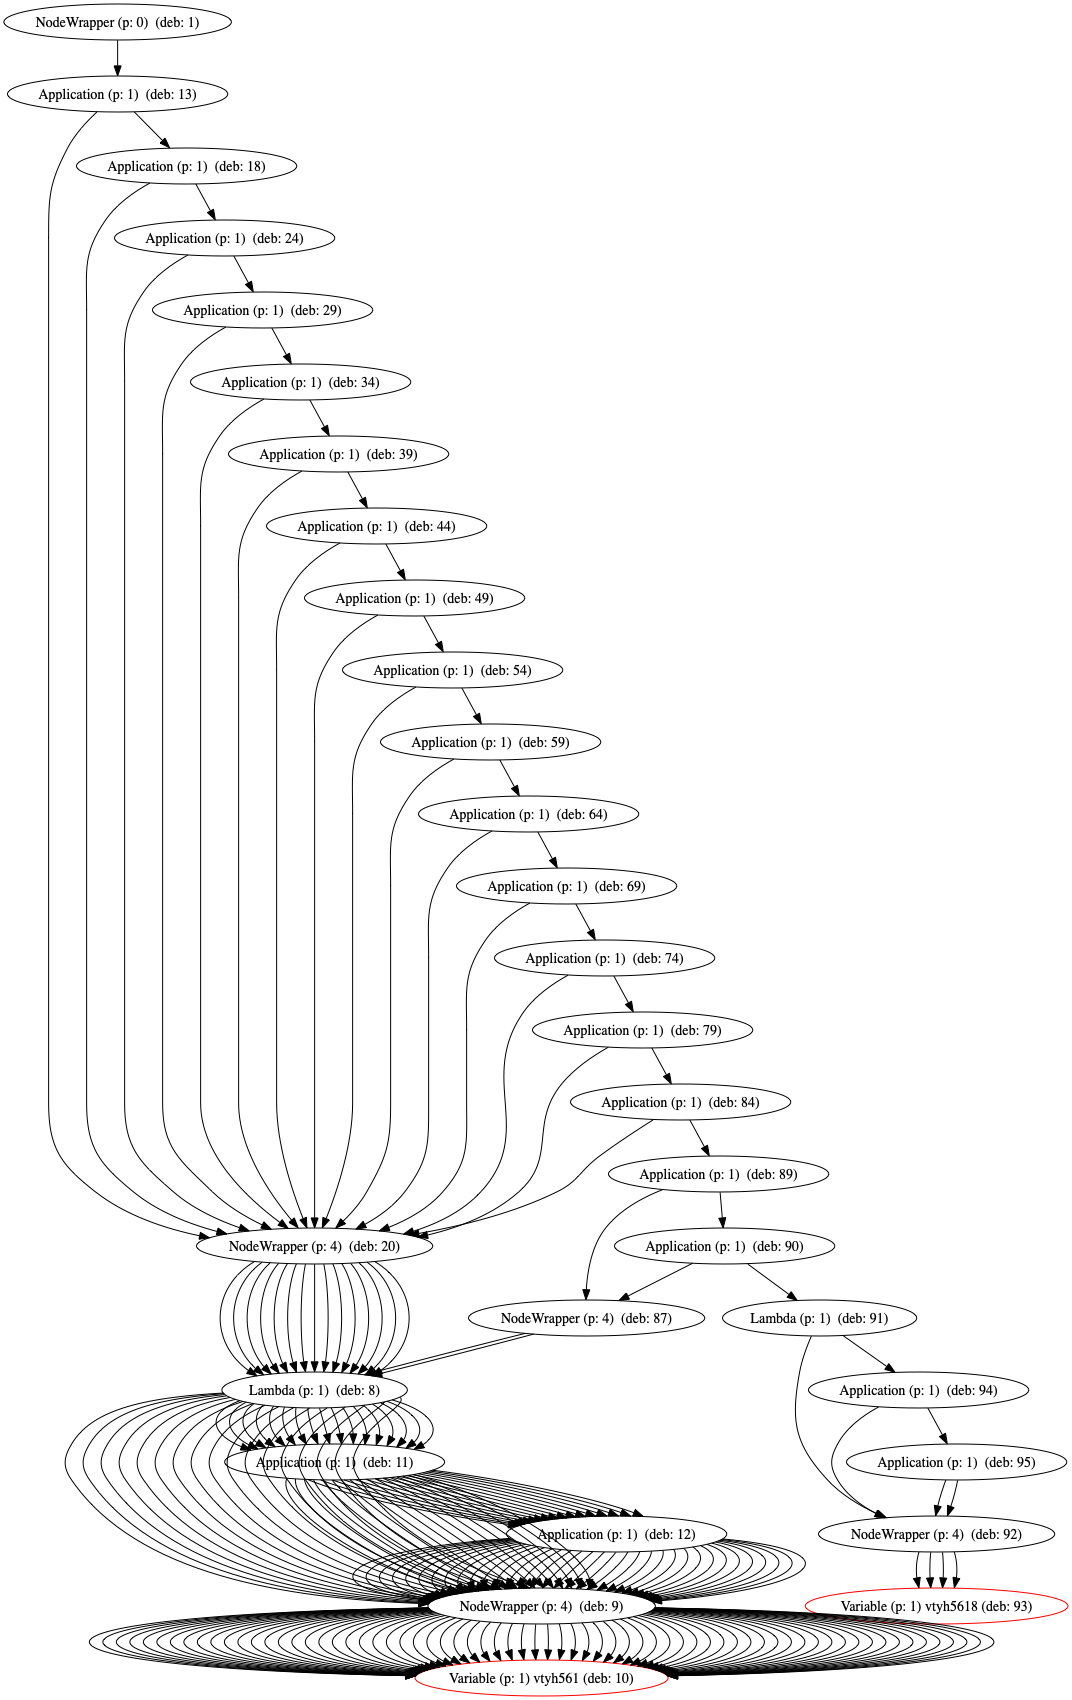 NodeWrapper (p: 0)  (deb: 1)
Application (p: 1)  (deb: 13)
Application (p: 1)  (deb: 18)
Application (p: 1)  (deb: 24)
Application (p: 1)  (deb: 29)
Application (p: 1)  (deb: 34)
Application (p: 1)  (deb: 39)
Application (p: 1)  (deb: 44)
Application (p: 1)  (deb: 49)
Application (p: 1)  (deb: 54)
Application (p: 1)  (deb: 59)
Application (p: 1)  (deb: 64)
Application (p: 1)  (deb: 69)
Application (p: 1)  (deb: 74)
Application (p: 1)  (deb: 79)
Application (p: 1)  (deb: 84)
Application (p: 1)  (deb: 89)
NodeWrapper (p: 4)  (deb: 20)
Application (p: 1)  (deb: 90)
NodeWrapper (p: 4)  (deb: 87)
Lambda (p: 1)  (deb: 91)
Lambda (p: 1)  (deb: 8)
Application (p: 1)  (deb: 94)
Application (p: 1)  (deb: 11)
Application (p: 1)  (deb: 95)
Application (p: 1)  (deb: 12)
NodeWrapper (p: 4)  (deb: 92)
NodeWrapper (p: 4)  (deb: 9)
Variable (p: 1) vtyh5618 (deb: 93)
Variable (p: 1) vtyh561 (deb: 10)